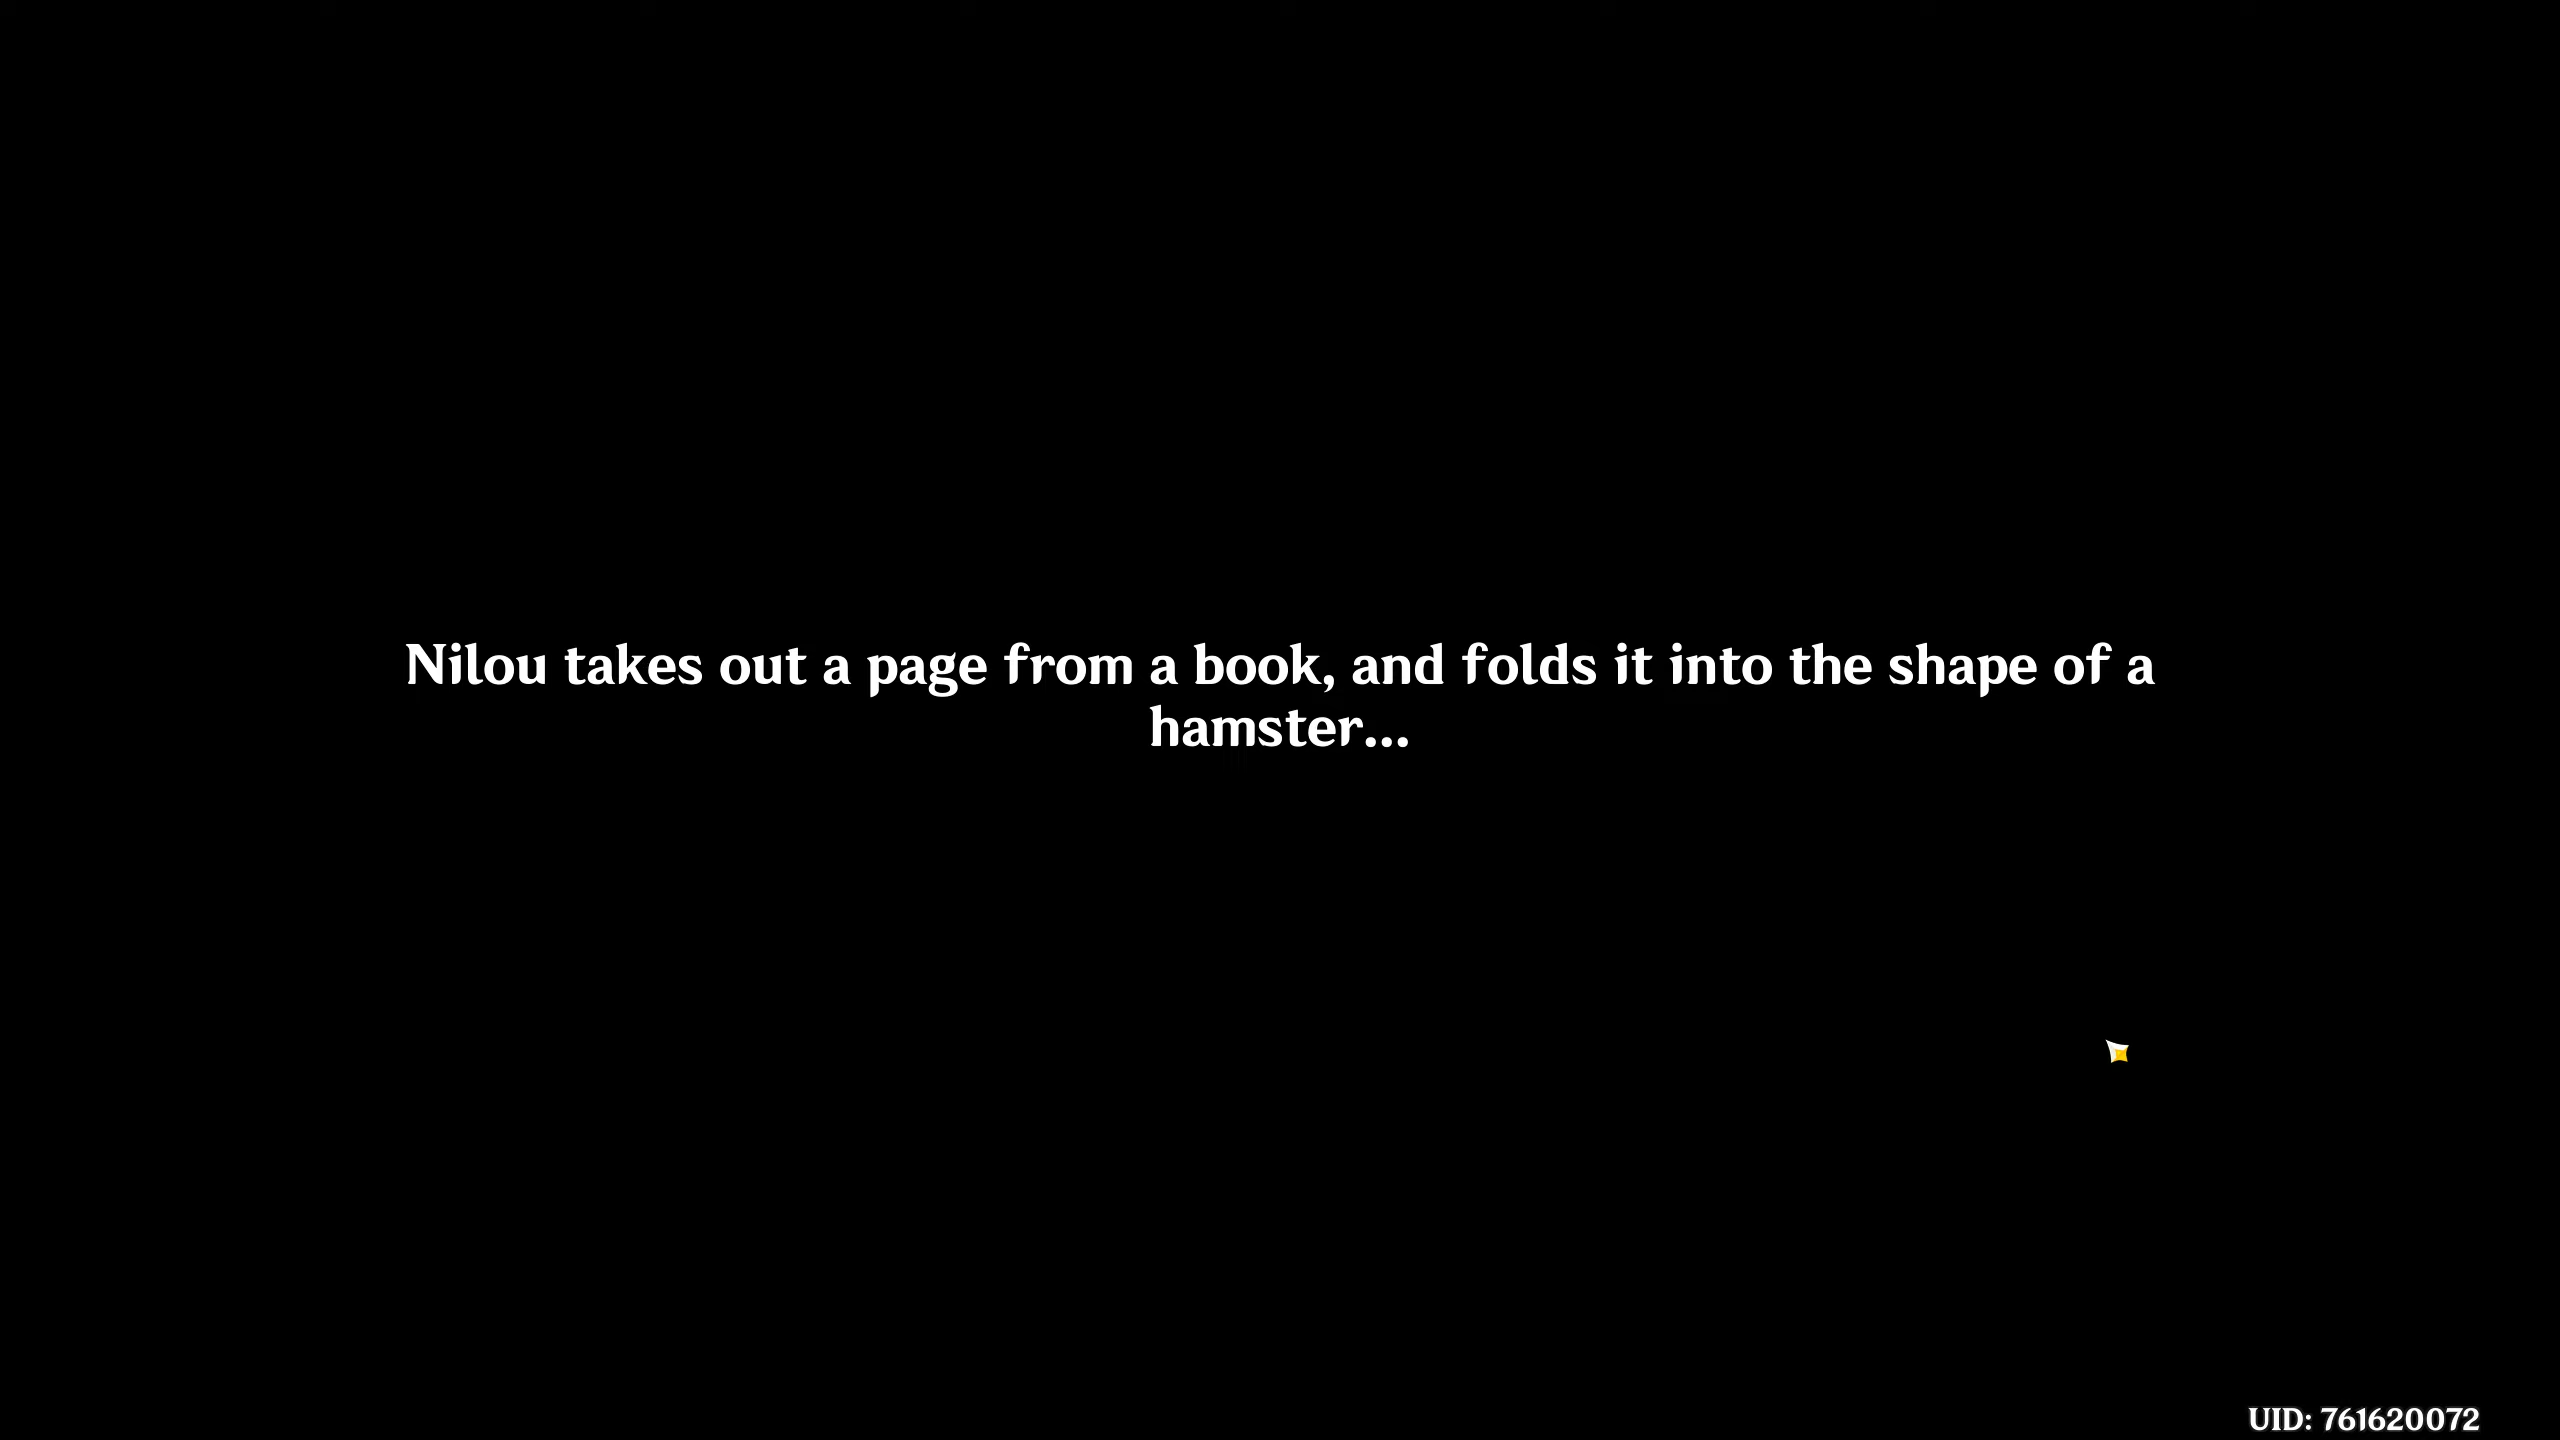 Nilou takes out a page from a book, and folds it into the shape of a
hamster...
UID: 761620072